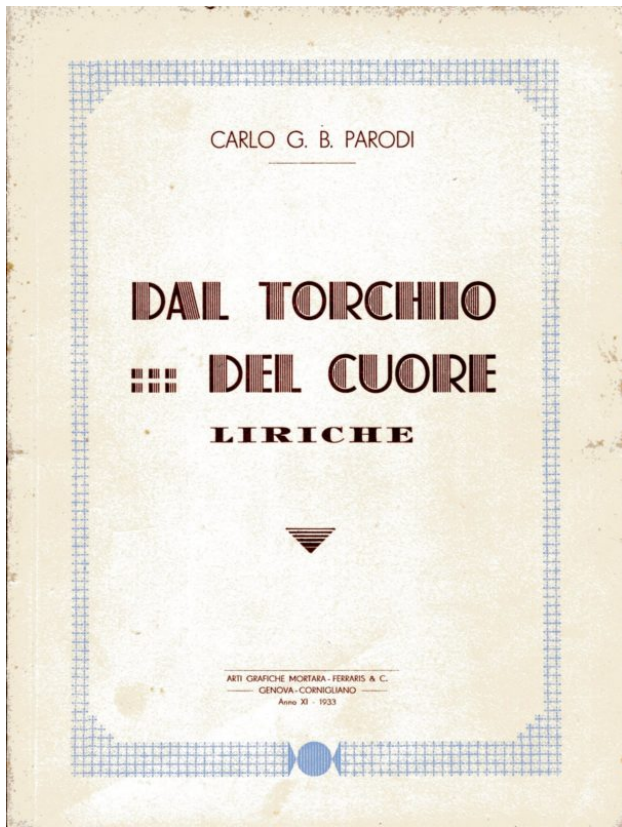 CARLO G. B. PARODI
DAL TORCHIO
DEL CUORE
LIRICHE
ARTI GRAFICHE MORTARA - FERRARIS & C.
GENOVA - CORNIGLIANO
Anno XI - 1933